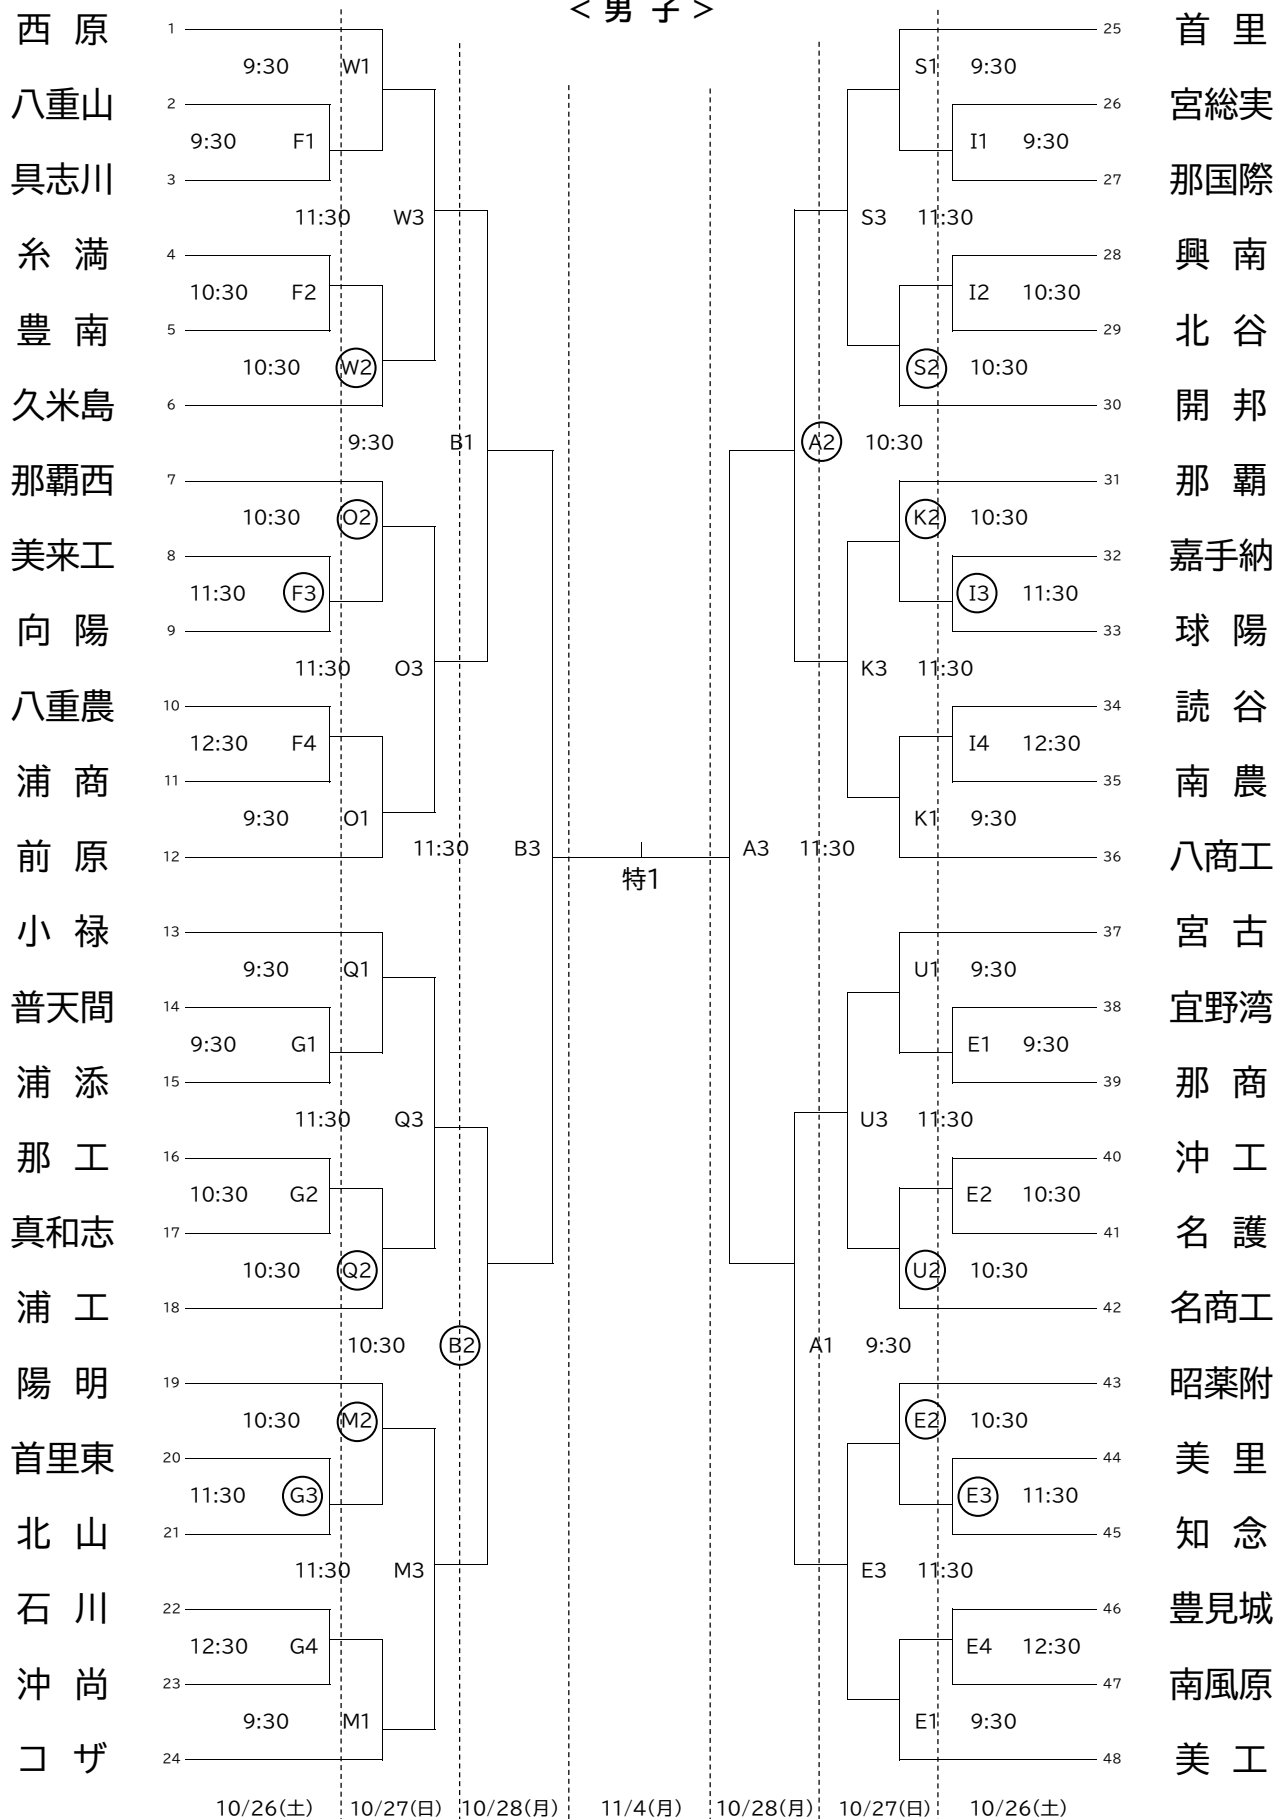 ＜ 男 子 ＞
西 原 1 25 首 里
9:30 W1 S1 9:30
八重山 2 26 宮総実
9:30 F1 I1 9:30
具志川 3 27 那国際
11:30 W3 S3 11:30
糸 満 4 28 興 南
10:30 F2 I2 10:30
豊 南 5 29 北 谷
10:30 W2 S2 10:30
久米島 6 30 開 邦
9:30 B1 A2 10:30
那覇西 7 31 那 覇
10:30 O2 K2 10:30
美来工 8 32 嘉手納
11:30 F3 I3 11:30
向 陽 9 33 球 陽
11:30 O3 K3 11:30
八重農 10 34 読 谷
12:30 F4 I4 12:30
浦 商 11 35 南 農
9:30 O1 K1 9:30
11:30 B3 A3 11:30
前 原 12 36 八商工
特1
小 禄 13 37 宮 古
9:30 Q1 U1 9:30
普天間 14 38 宜野湾
9:30 G1 E1 9:30
浦 添 15 39 那 商
11:30 Q3 U3 11:30
那 工 16 40 沖 工
10:30 G2 E2 10:30
真和志 17 41 名 護
10:30 Q2 U2 10:30
浦 工 18 42 名商工
10:30 B2 A1 9:30
陽 明 19 43 昭薬附
10:30 M2 E2 10:30
首里東 20 44 美 里
11:30 G3 E3 11:30
北 山 21 45 知 念
11:30 M3 E3 11:30
石 川 22 46 豊見城
12:30 G4 E4 12:30
沖 尚 23 47 南風原
9:30 M1 E1 9:30
コ ザ 24 48 美 工
10/26(土) 10/27(日) 10/28(月) 11/4(月) 10/28(月) 10/27(日) 10/26(土)